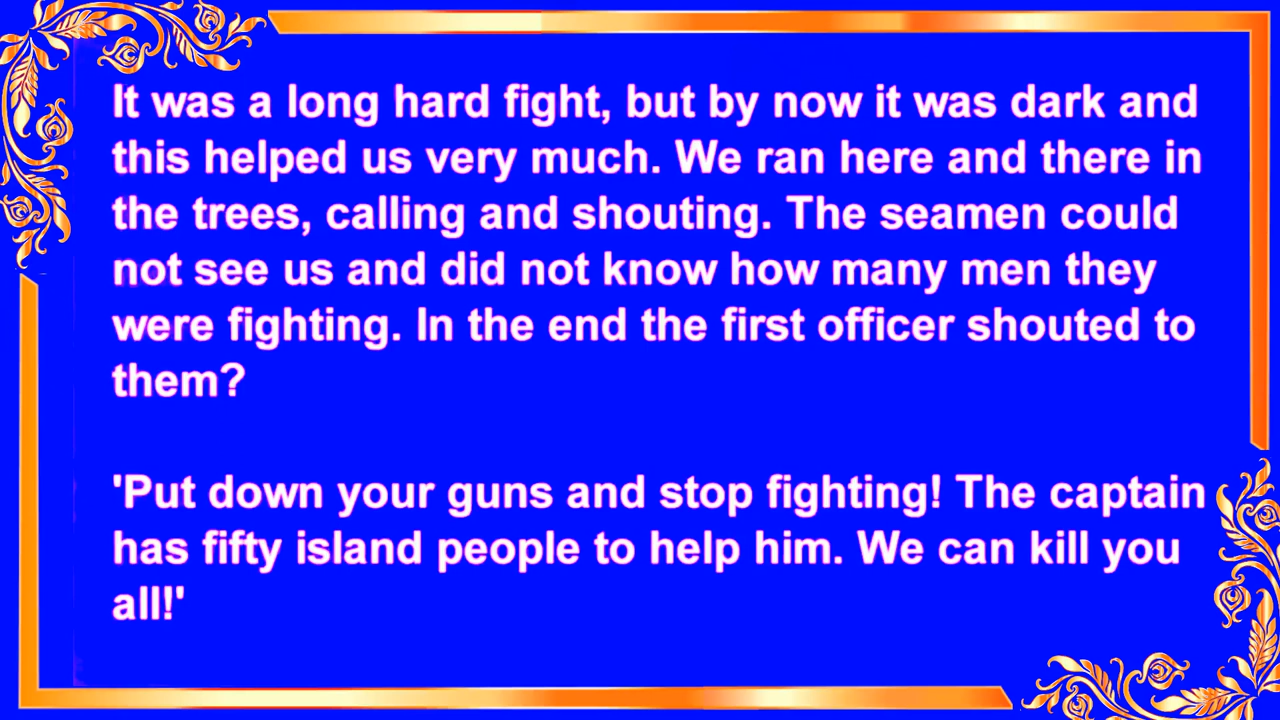 It was a long hard fight, but by now it was dark and
this helped us very much. We ran here and there in
the trees, calling and shouting. The seamen could
not see us and did not know how many men they
were fighting. In the end the first officer shouted to
them?
'Put down your guns and stop fighting! The captain
has fifty island people to help him. We can kill you
all!'